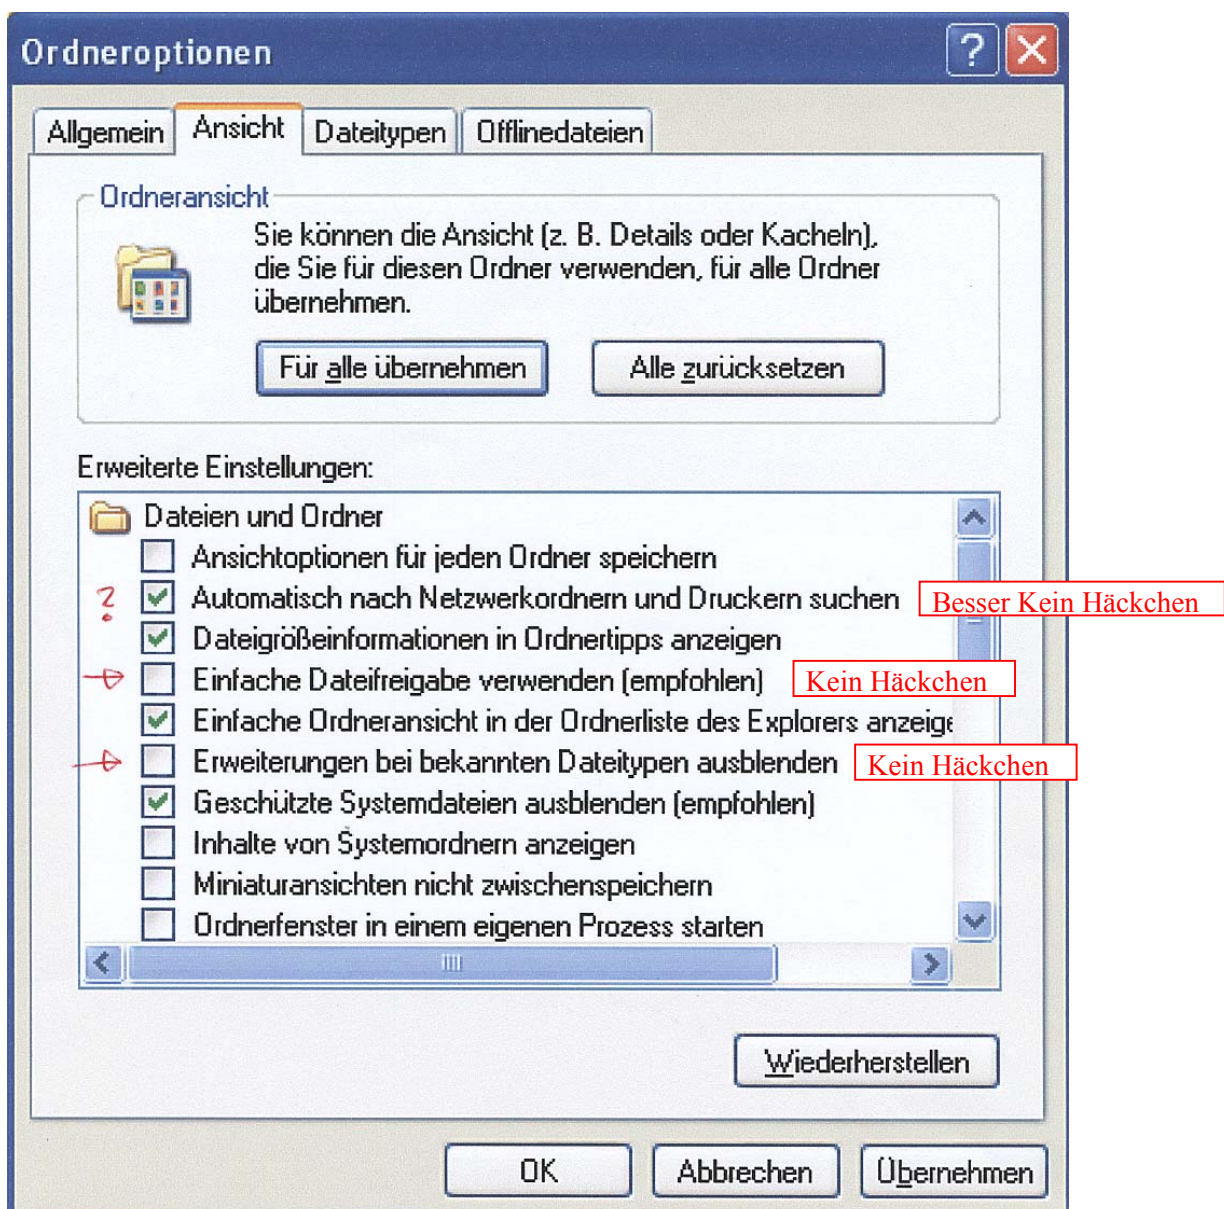 Ordneroptionen
?
Allgemein Ansicht Dateitypen Offlinedateien
Ordneransicht
Sie können die Ansicht (z. B. Details oder Kacheln),
die Sie für diesen Ordner verwenden, für alle Ordner
übernehmen.
Für alle übernehmen Alle zurücksetzen
Erweiterte Einstellungen:
Dateien und Ordner
Ansichtoptionen für jeden Ordner speichern
? Automatisch nach Netzwerkordnern und Druckern suchen Besser Kein Häckchen
Dateigrößeinformationen in Ordnertipps anzeigen
Einfache Dateifreigabe verwenden (empfohlen) Kein Häckchen
Einfache Ordneransicht in der Ordnerliste des Explorers anzeige
Erweiterungen bei bekannten Dateitypen ausblenden Kein Häckchen
Geschützte Systemdateien ausblenden (empfohlen)
Inhalte von Systemordnern anzeigen
Miniaturansichten nicht zwischenspeichern
Ordnerfenster in einem eigenen Prozess starten
Wiederherstellen
OK Abbrechen Übernehmen